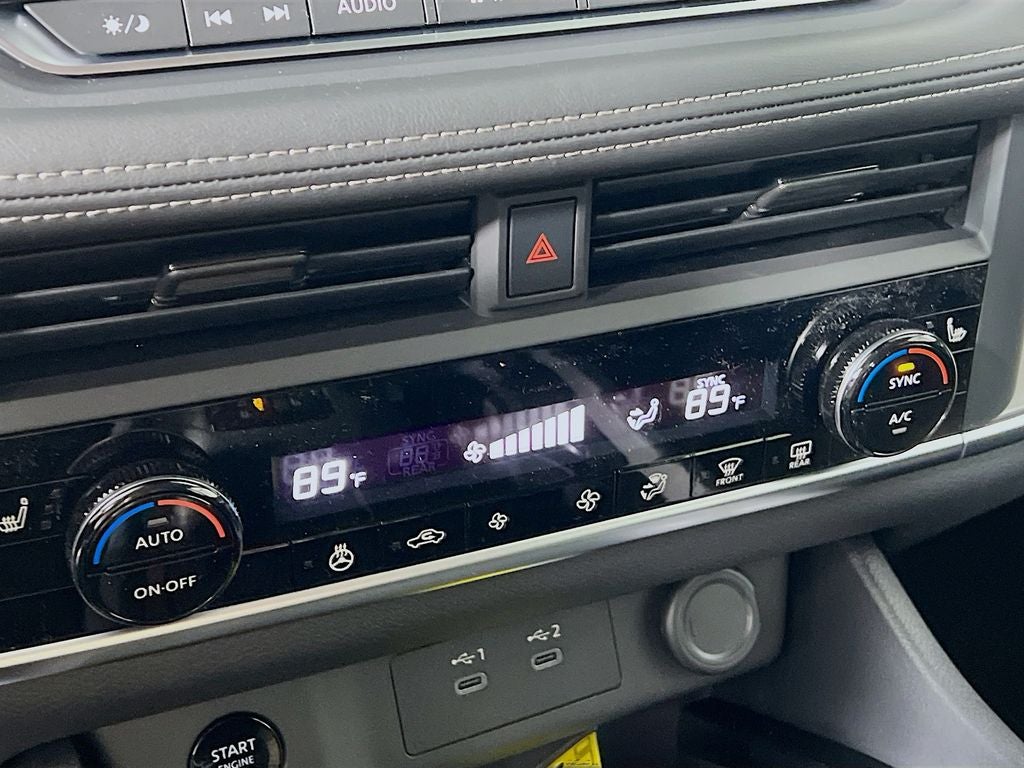 AUDIO
SYNC
A/C
SYNC
89°F
SYNC
REAR
89°F
AUTO
ON·OFF
FRONT
REAR
1
2
START
ENGINE